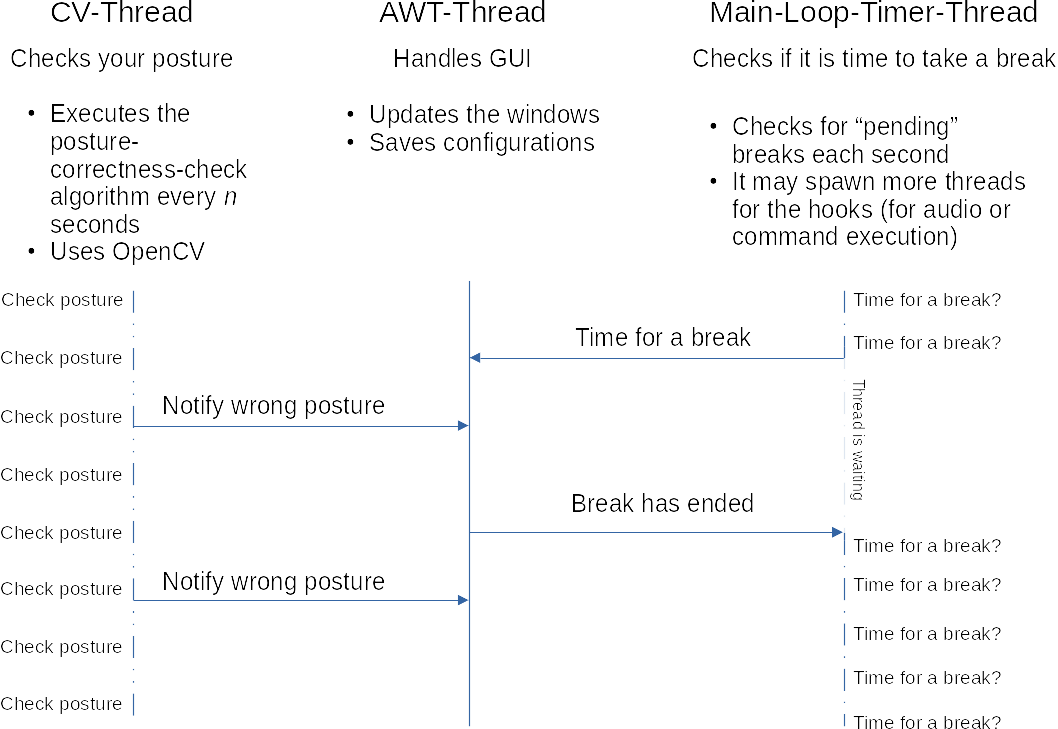 CV-Thread
Checks your posture
• Executes the
posture-
correctness-check
algorithm every n
seconds
• Uses OpenCV
AWT-Thread
Handles GUI
• Updates the windows
• Saves configurations
Main-Loop-Timer-Thread
Checks if it is time to take a break
• Checks for “pending”
breaks each second
• It may spawn more threads
for the hooks (for audio or
command execution)
Check posture
Time for a break?
Time for a break
Time for a break?
Check posture
Thread is waiting
Notify wrong posture
Check posture
Check posture
Break has ended
Check posture
Time for a break?
Notify wrong posture
Check posture
Time for a break?
Check posture
Time for a break?
Time for a break?
Check posture
Time for a break?